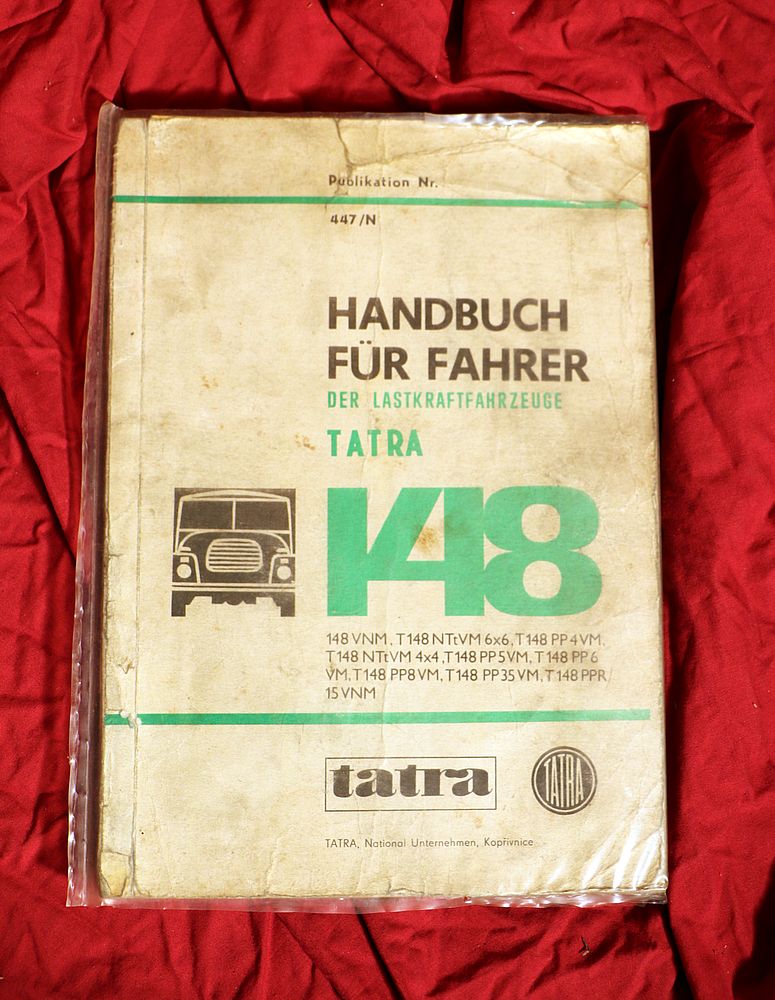 Publikation Nr.
447/N
HANDBUCH
FÜR FAHRER
DER LASTKRAFTFAHRZEUGE
TATRA
148
148 VNM, T148 NTtVM 6x6, T148 PP4VM,
T148 NTtVM 4x4, T148 PP5VM, T148 PP6
VM, T148 PP8VM, T148 PP35VM, T148 PPR/
15VNM
tatra
TATRA
TATRA, National Unternehmen, Kopřivnice